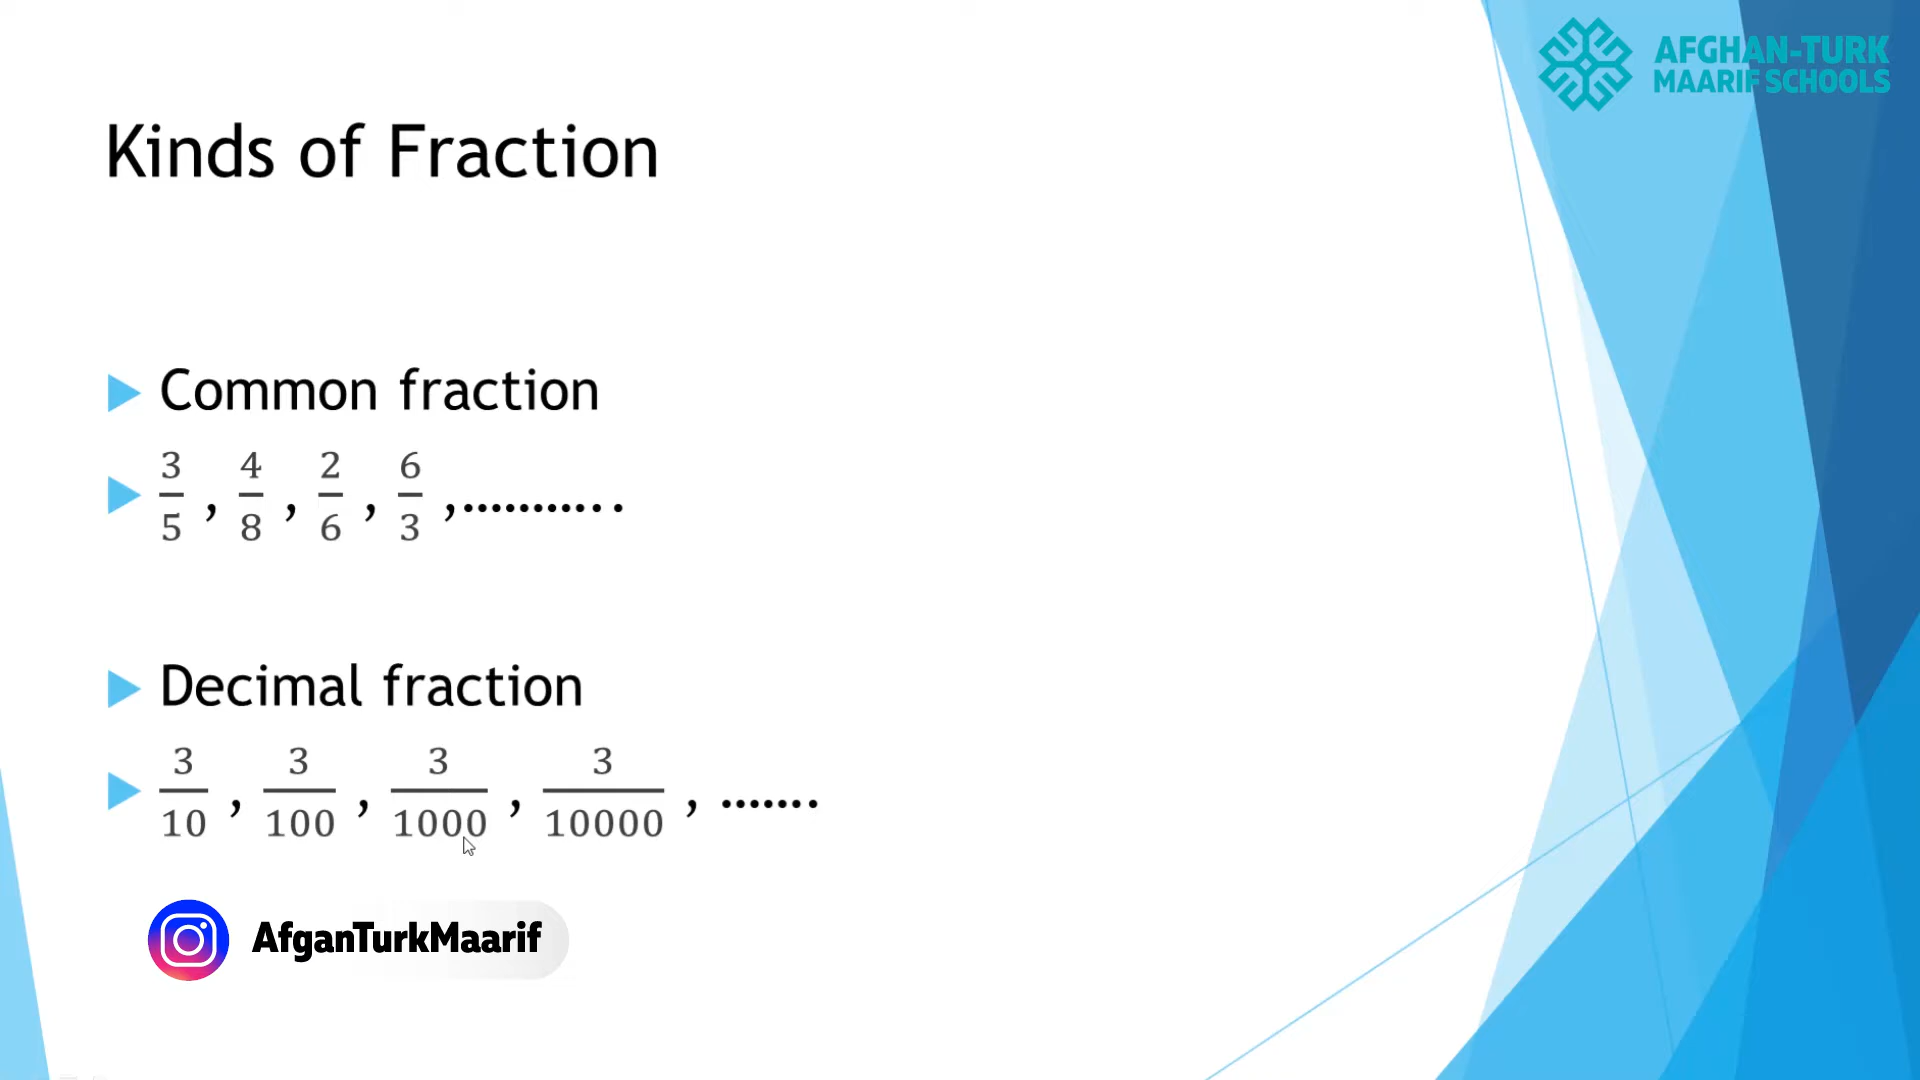 AFGHAN-TURK
MAARIF SCHOOLS
Kinds of Fraction
Common fraction
3/5 , 4/8 , 2/6 , 6/3 ,...........
Decimal fraction
3/10 , 3/100 , 3/1000 , 3/10000 , .......
AfganTurkMaarif